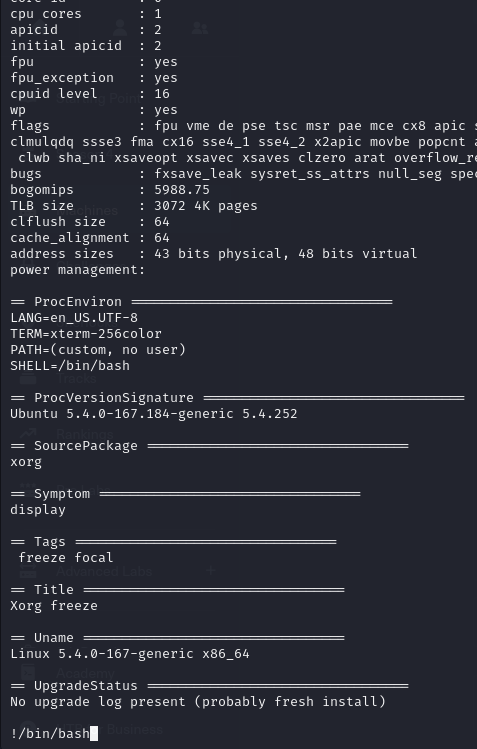 cpu cores : 1
apicid : 2
initial apicid : 2
fpu : yes
fpu_exception : yes
cpuid level : 16
wp : yes
flags : fpu vme de pse tsc msr pae mce cx8 apic s
clmulqdq ssse3 fma cx16 sse4_1 sse4_2 x2apic movbe popcnt a
clwb sha_ni xsaveopt xsavec xsaves clzero arat overflow_re
bugs : fxsave_leak sysret_ss_attrs null_seg spec
bogomips : 5988.75
TLB size : 3072 4K pages
clflush size : 64
cache_alignment : 64
address sizes : 43 bits physical, 48 bits virtual
power management:
== ProcEnviron =================================
LANG=en_US.UTF-8
TERM=xterm-256color
PATH=(custom, no user)
SHELL=/bin/bash
== ProcVersionSignature =================================
Ubuntu 5.4.0-167.184-generic 5.4.252
== SourcePackage =================================
xorg
== Symptom =================================
display
== Tags =================================
freeze focal
== Title =================================
Xorg freeze
== Uname =================================
Linux 5.4.0-167-generic x86_64
== UpgradeStatus =================================
No upgrade log present (probably fresh install)
!/bin/bash